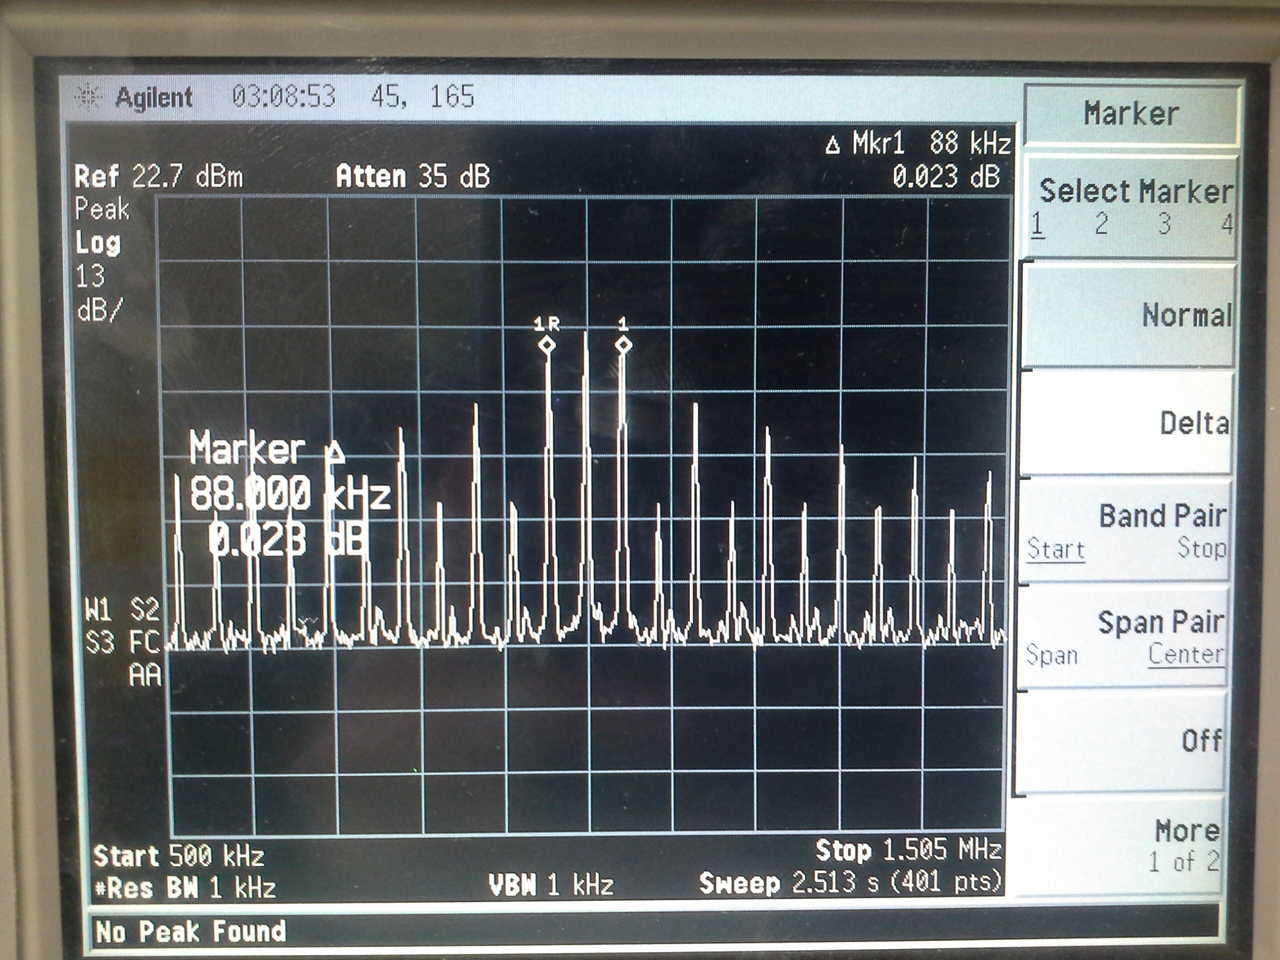 Agilent 03:08:53 45, 165
Marker
Δ Mkr1 88 kHz
Ref 22.7 dBm Atten 35 dB 0.023 dB
Peak
Log
13
dB/
Select Marker
1 2 3 4
Normal
1R 1
Delta
Marker Δ
88.000 kHz
0.023 dB
Band Pair
Start Stop
W1 S2
S3 FC
AA
Span Pair
Span Center
Off
More
1 of 2
Start 500 kHz Stop 1.505 MHz
#Res BW 1 kHz VBW 1 kHz Sweep 2.513 s (401 pts)
No Peak Found